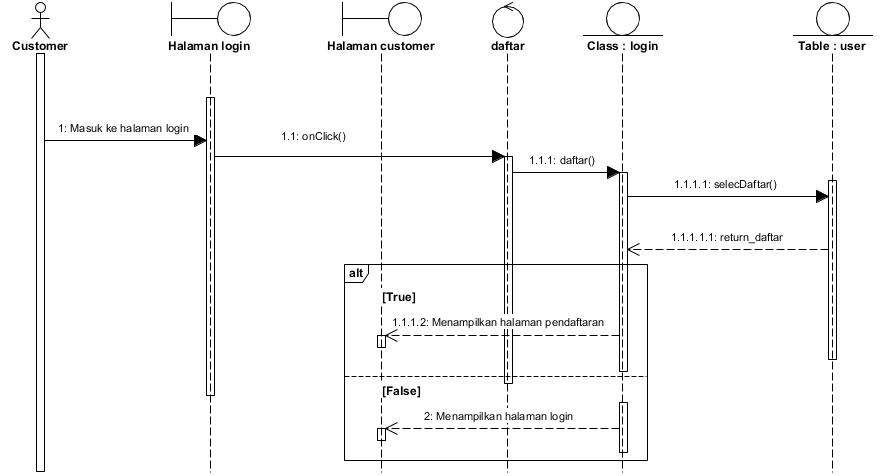 Customer
Halaman login
Halaman customer
daftar
Class : login
Table : user
1: Masuk ke halaman login
1.1: onClick()
1.1.1: daftar()
1.1.1.1: selecDaftar()
1.1.1.1.1: return_daftar
alt
[True]
1.1.1.2: Menampilkan halaman pendaftaran
[False]
2: Menampilkan halaman login